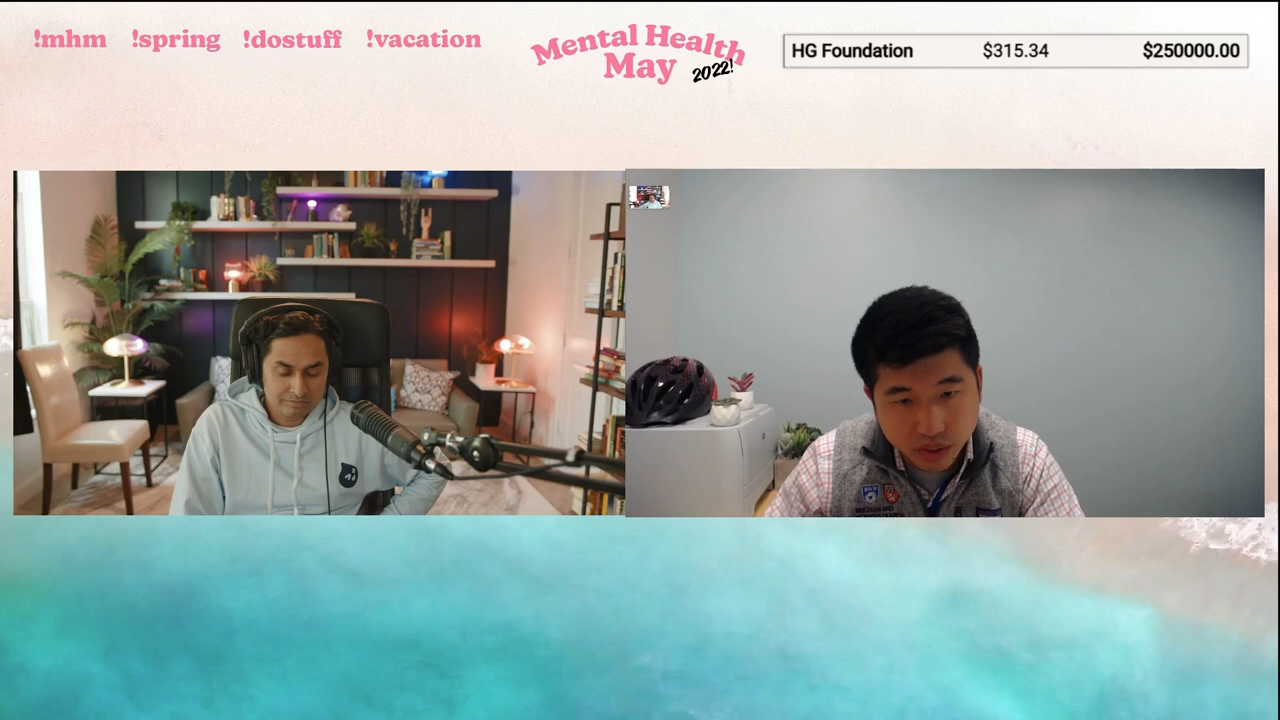 !mhm !spring !dostuff !vacation
Mental Health
May 2022!
HG Foundation $315.34 $250000.00